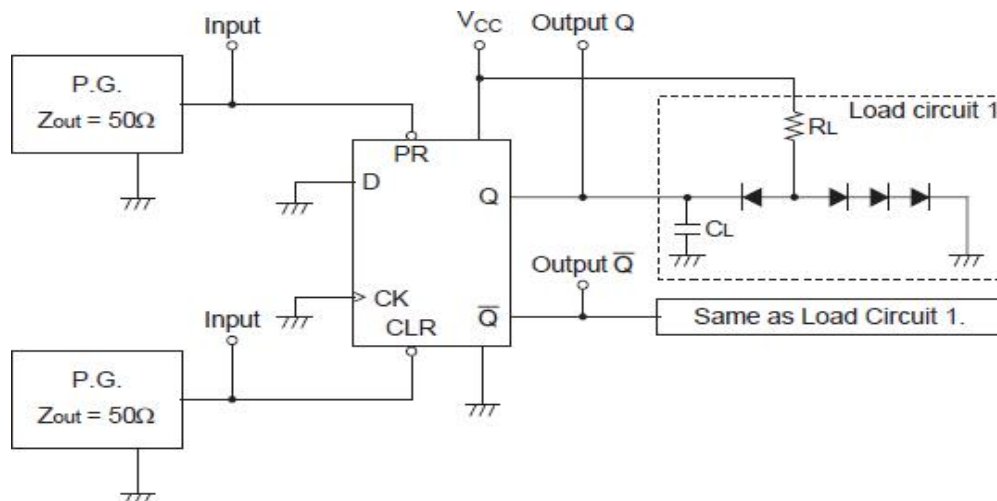 Input
VCC
Output Q
P.G.
Zout = 50Ω
Load circuit 1
RL
PR
D
Q
CL
Output Q̅
CK
Q̅
Same as Load Circuit 1.
Input
CLR
P.G.
Zout = 50Ω